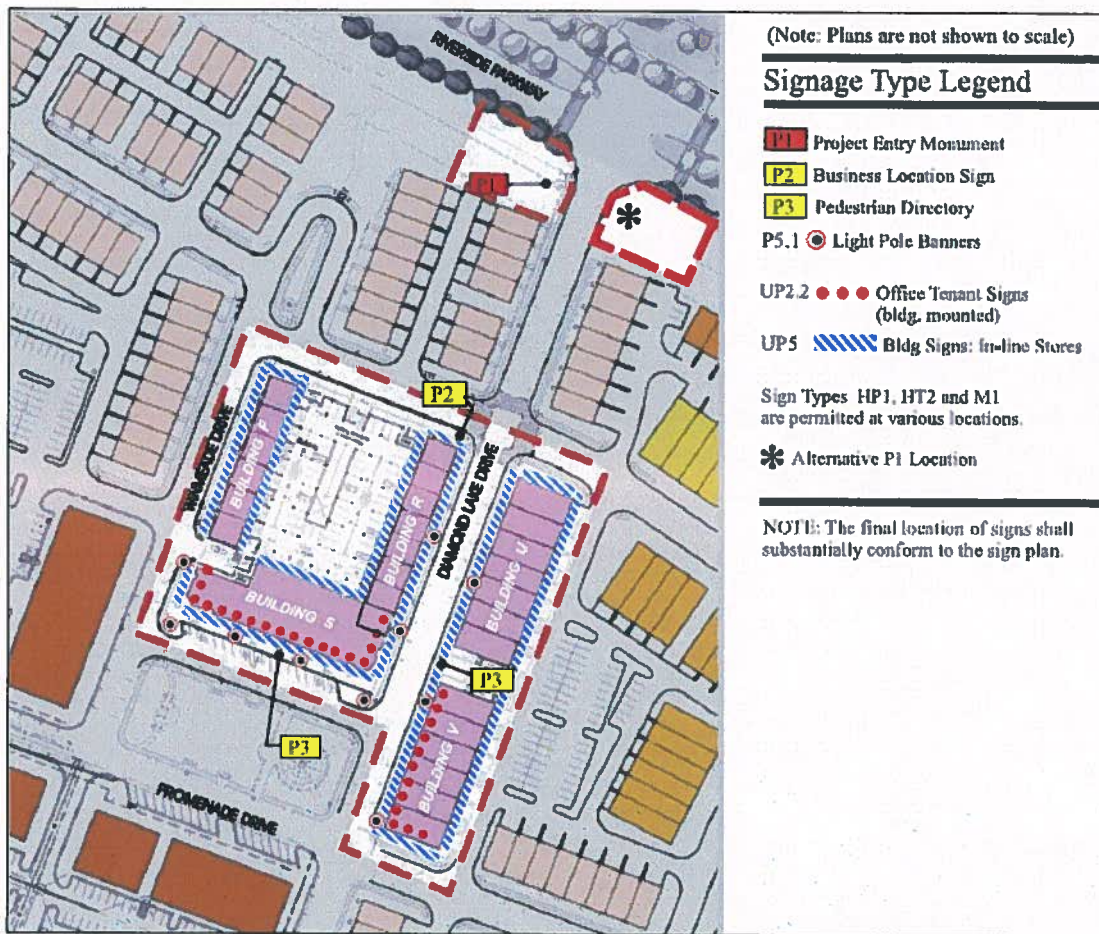 RIVERSIDE PARKWAY
P1
P2
BUILDING P
BUILDING R
DIAMOND LAKE DRIVE
BUILDING U
BUILDING S
P3
BUILDING V
P3
PROMENADE DRIVE
(Note: Plans are not shown to scale)
Signage Type Legend
P1 Project Entry Monument
P2 Business Location Sign
P3 Pedestrian Directory
P5.1 Light Pole Banners
UP2.2 Office Tenant Signs
(bldg. mounted)
UP5 Bldg Signs: In-line Stores
Sign Types HP1, HT2 and M1
are permitted at various locations.
Alternative P1 Location
NOTE: The final location of signs shall
substantially conform to the sign plan.